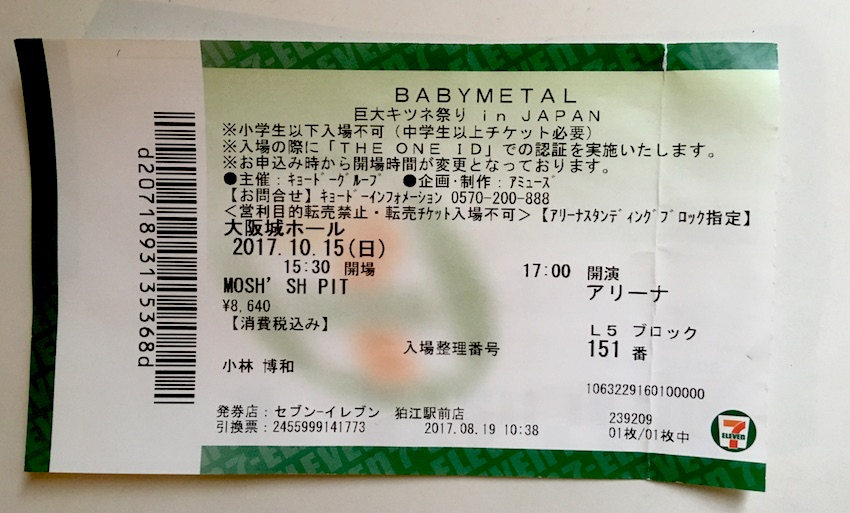 7-ELEVEN
BABYMETAL
巨大キツネ祭り in JAPAN
※小学生以下入場不可（中学生以上チケット必要）
※入場の際に「THE ONE ID」での認証を実施いたします。
※お申込み時から開場時間が変更となっております。
●主催：ｷｮｰﾄﾞｰｸﾞﾙｰﾌﾟ ●企画・制作：ｱﾐｭｰｽﾞ
【お問合せ】ｷｮｰﾄﾞｰｲﾝﾌｫﾒｰｼｮﾝ 0570-200-888
＜営利目的転売禁止・転売ﾁｹｯﾄ入場不可＞【ｱﾘｰﾅｽﾀﾝﾃﾞｨﾝｸﾞﾌﾞﾛｯｸ指定】
大阪城ホール
2017.10.15(日)
15:30 開場 17:00 開演
MOSH' SH PIT アリーナ
¥8,640
【消費税込み】 L5 ブロック
入場整理番号 151 番
小林 博和
1063229160100000
発券店：セブン-イレブン 狛江駅前店 239209
引換票：2455999141773 2017.08.19 10:38 01枚/01枚中
7 ELEVEN
d20718931353​68d